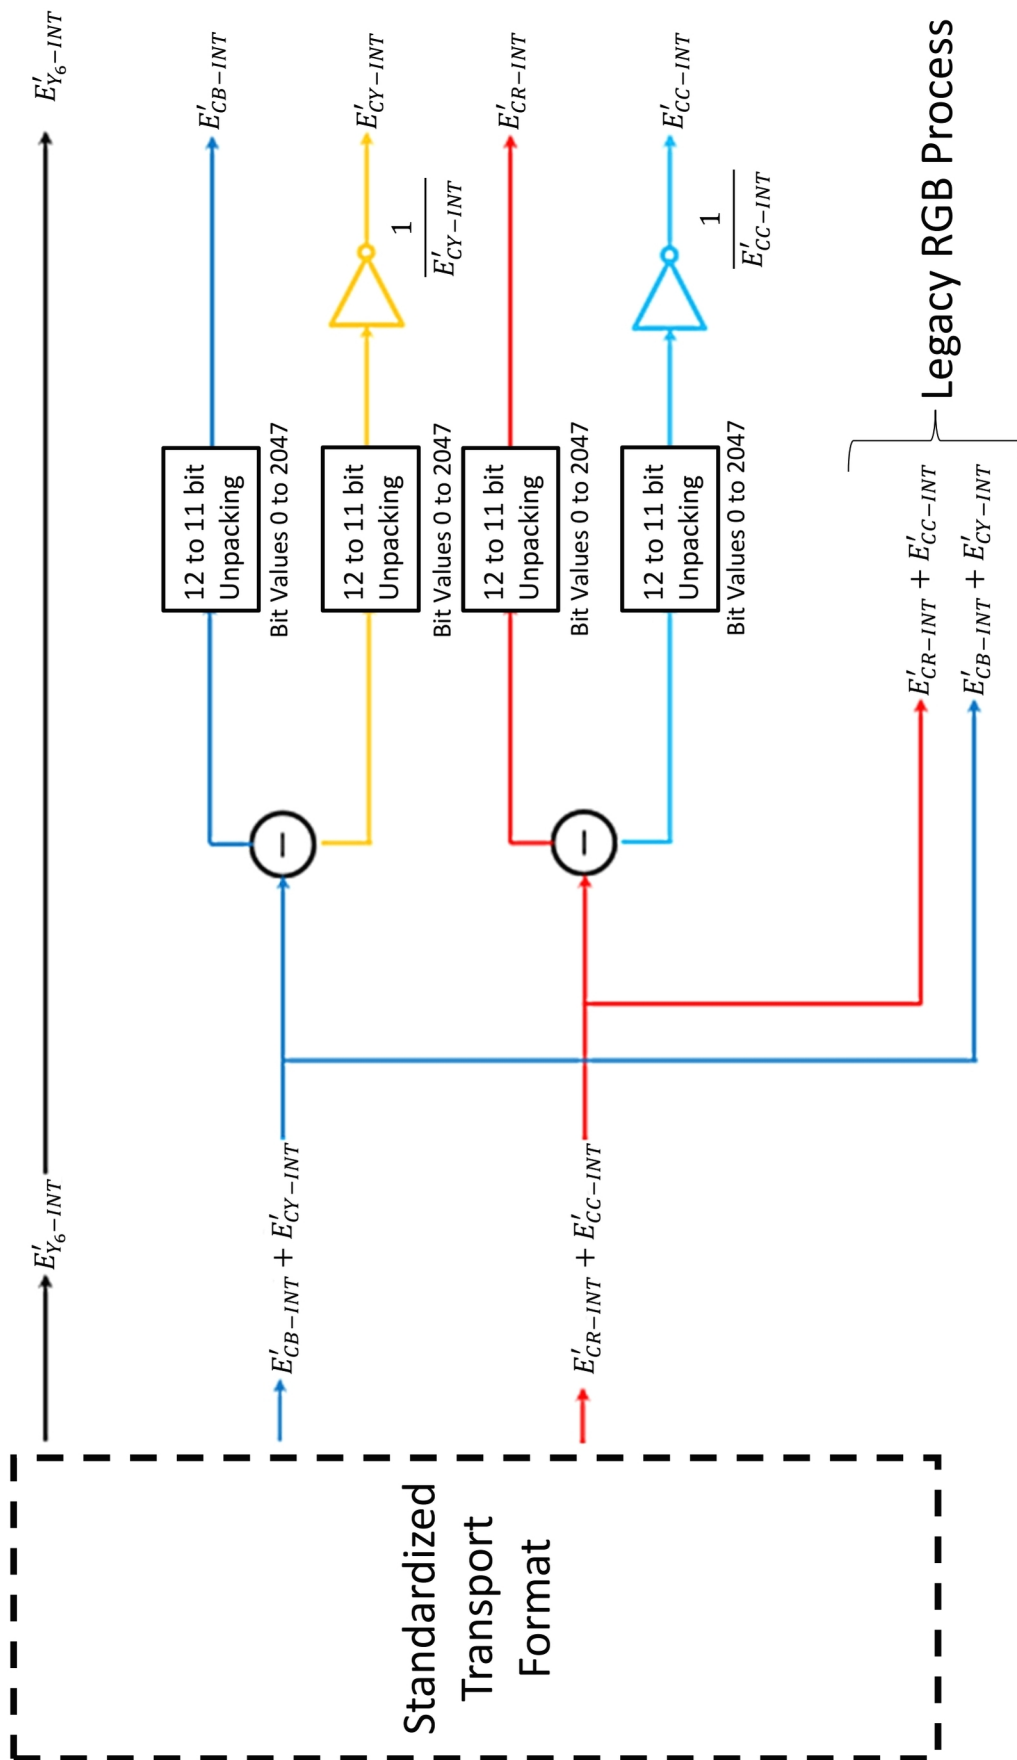 Standardized
Transport
Format
E′Y₆−INT
E′Y₆−INT
E′CB−INT + E′CY−INT
E′CR−INT + E′CC−INT
12 to 11 bit
Unpacking
Bit Values 0 to 2047
E′CB−INT
12 to 11 bit
Unpacking
Bit Values 0 to 2047
1
E′CY−INT
E′CY−INT
12 to 11 bit
Unpacking
Bit Values 0 to 2047
E′CR−INT
12 to 11 bit
Unpacking
Bit Values 0 to 2047
1
E′CC−INT
E′CC−INT
E′CR−INT + E′CC−INT
E′CB−INT + E′CY−INT
Legacy RGB Process